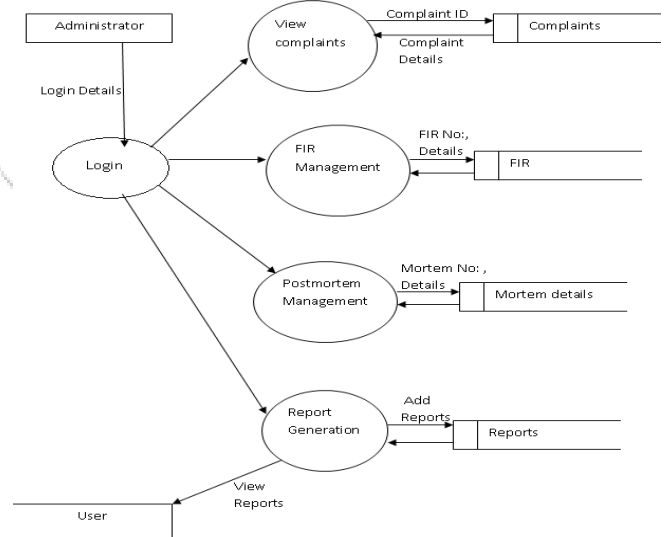 Administrator
View
complaints
Complaint ID
Complaints
Complaint
Details
Login Details
Login
FIR
Management
FIR No:,
Details
FIR
Postmortem
Management
Mortem No: ,
Details
Mortem details
Report
Generation
Add
Reports
Reports
View
Reports
User